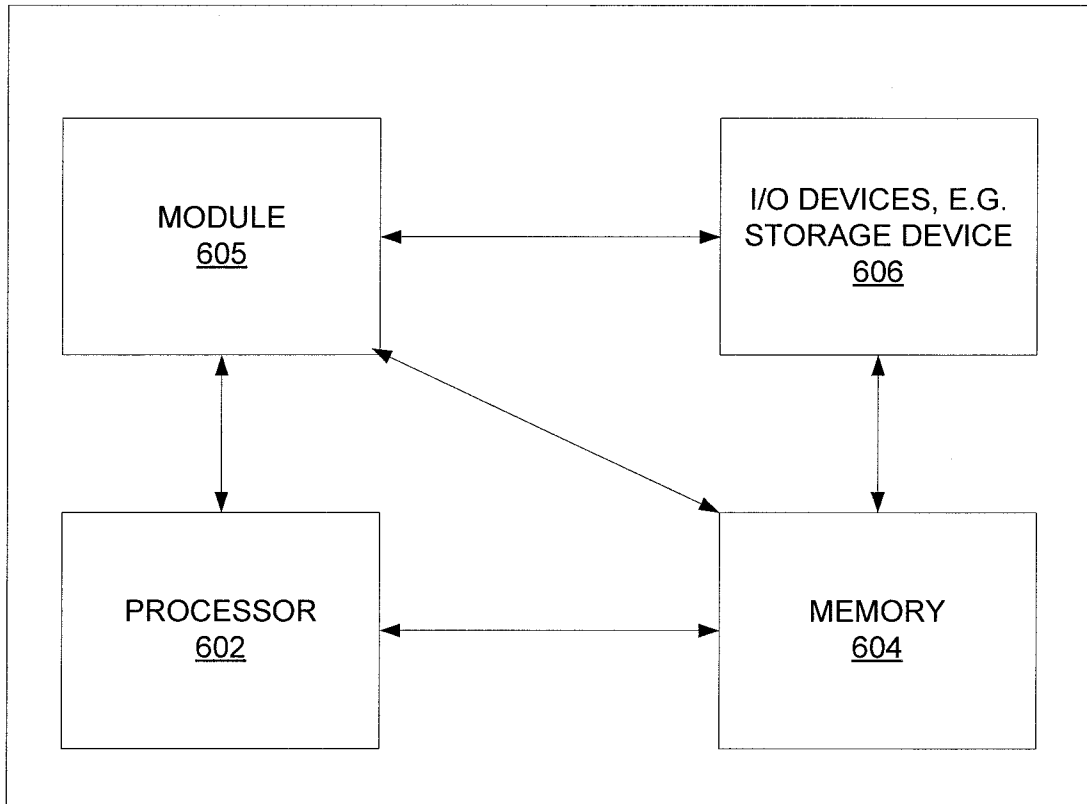 MODULE
605
I/O DEVICES, E.G.
STORAGE DEVICE
606
PROCESSOR
602
MEMORY
604